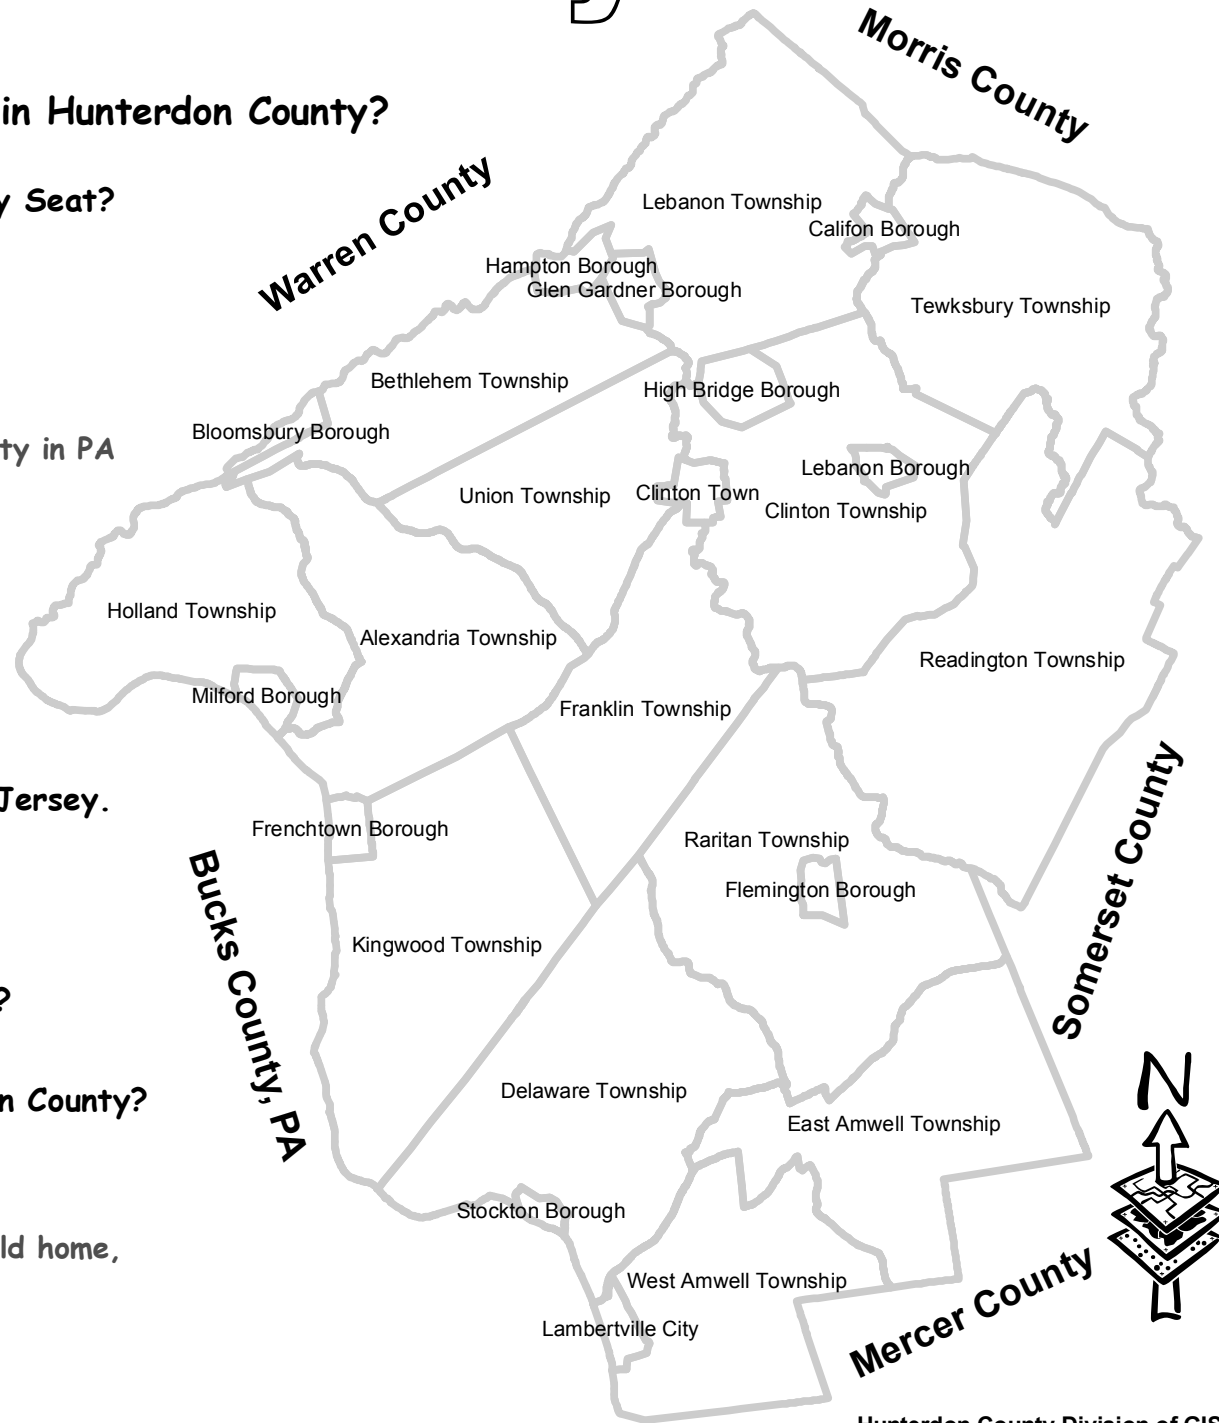 Morris County
in Hunterdon County?
Warren County
Seat?
Lebanon Township
Califon Borough
Hampton Borough
Glen Gardner Borough
Tewksbury Township
Bethlehem Township
High Bridge Borough
Bloomsbury Borough
ty in PA
Lebanon Borough
Union Township
Clinton Town
Clinton Township
Holland Township
Alexandria Township
Readington Township
Milford Borough
Franklin Township
Jersey.
Somerset County
Frenchtown Borough
Raritan Township
Bucks County, PA
Flemington Borough
Kingwood Township
?
N
Delaware Township
n County?
East Amwell Township
Stockton Borough
ld home,
West Amwell Township
Mercer County
Lambertville City
Hunterdon County Division of GIS